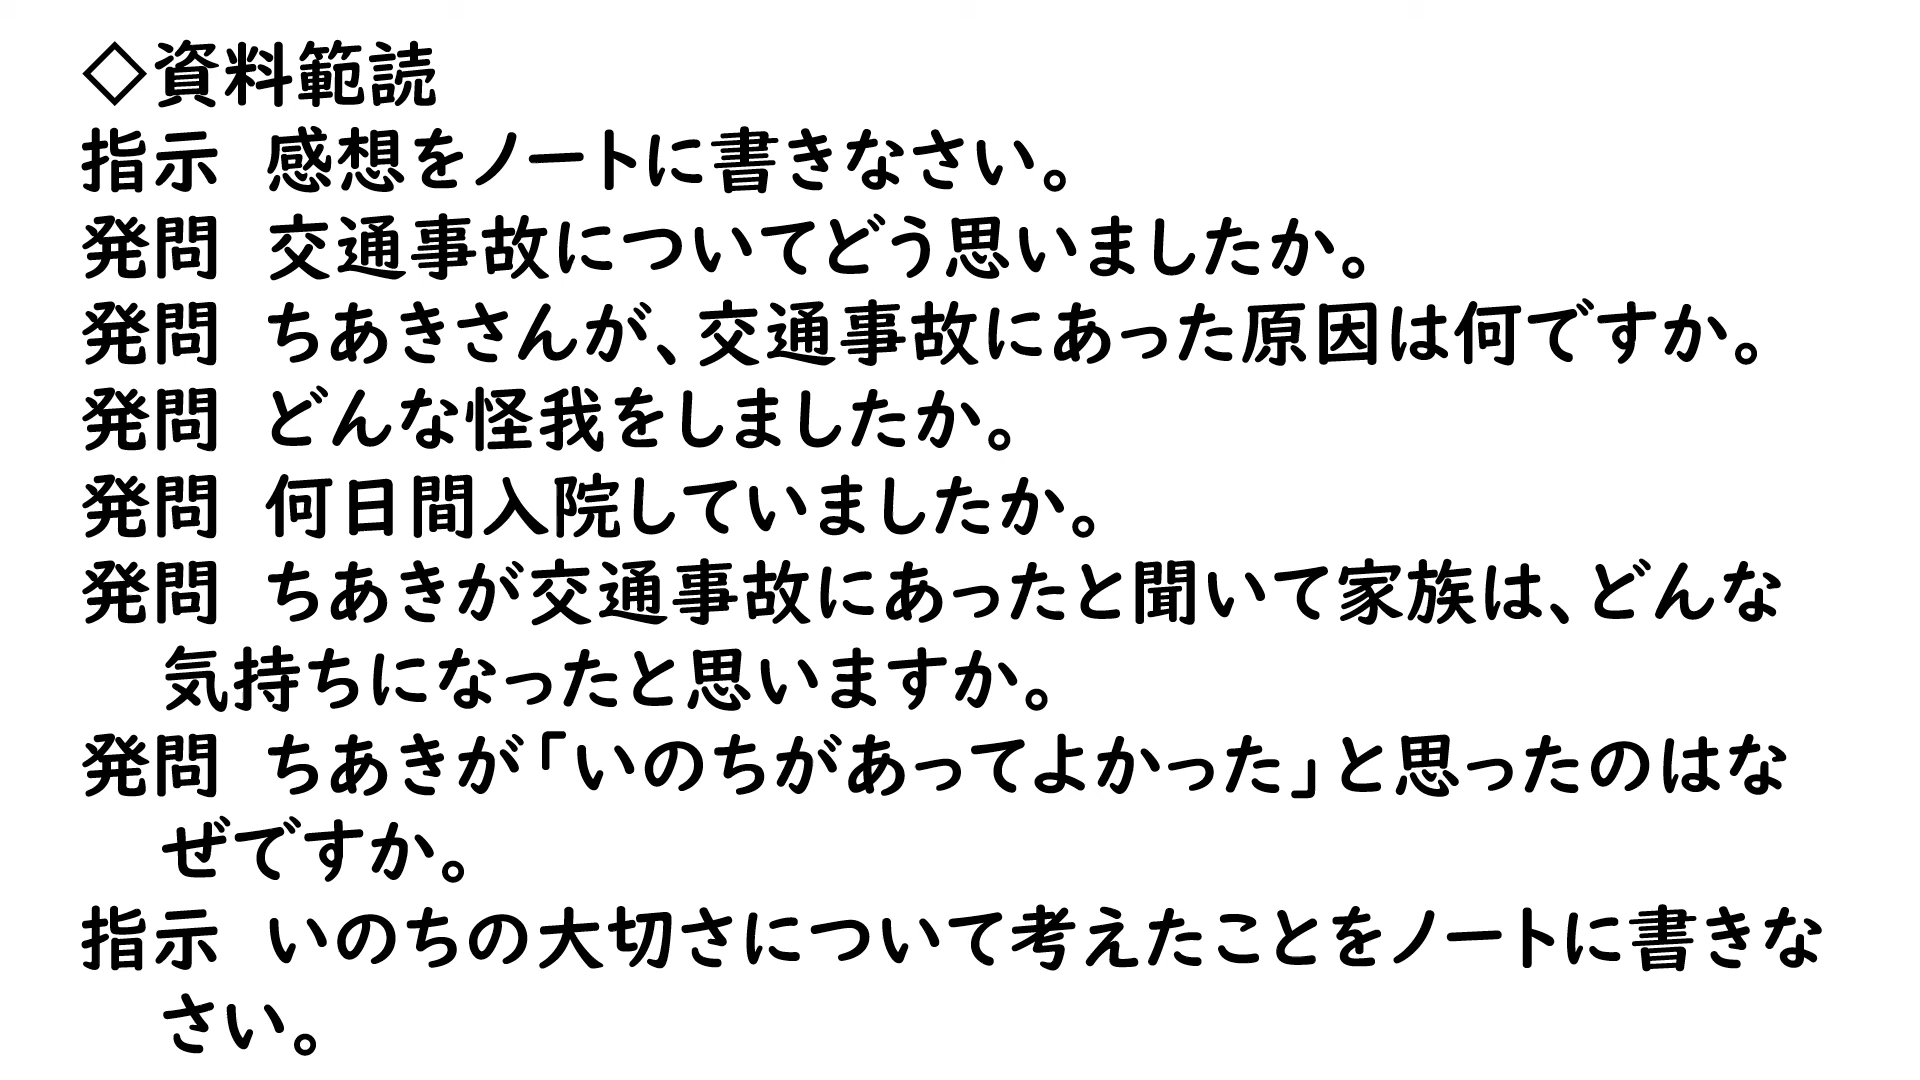 ◇資料範読
指示　感想をノートに書きなさい。
発問　交通事故についてどう思いましたか。
発問　ちあきさんが、交通事故にあった原因は何ですか。
発問　どんな怪我をしましたか。
発問　何日間入院していましたか。
発問　ちあきが交通事故にあったと聞いて家族は、どんな
気持ちになったと思いますか。
発問　ちあきが「いのちがあってよかった」と思ったのはな
ぜですか。
指示　いのちの大切さについて考えたことをノートに書きな
さい。